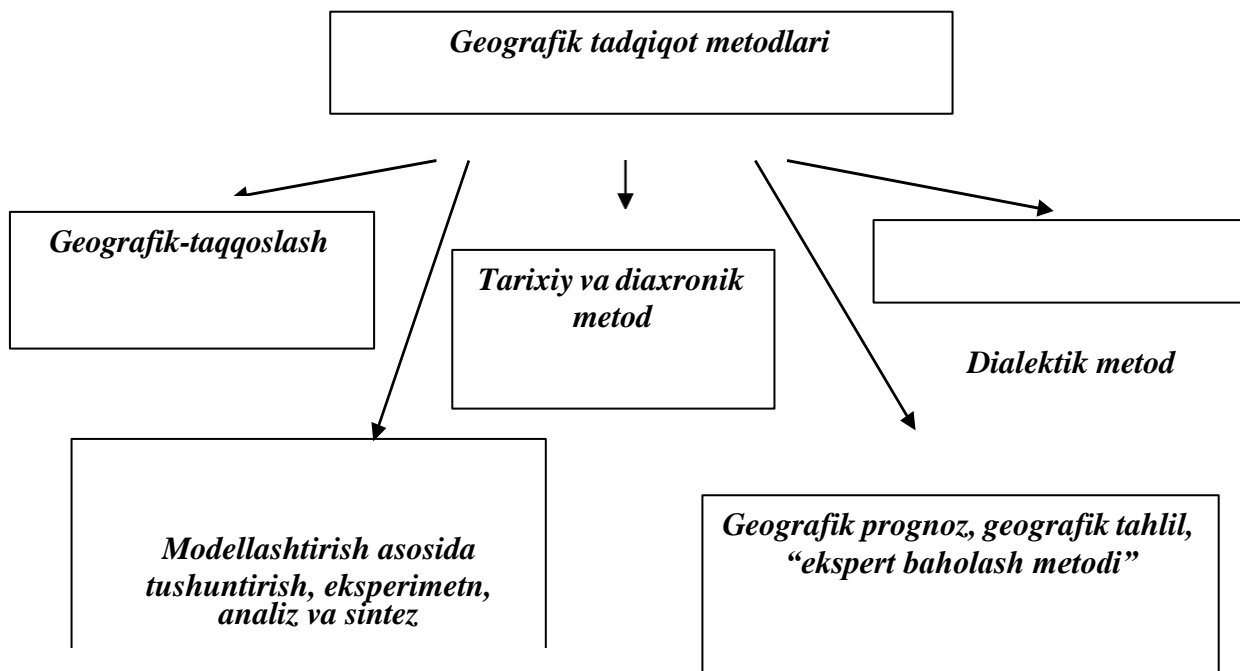 Geografik tadqiqot metodlari
Geografik-taqqoslash
Tarixiy va diaxronik
metod
Dialektik metod
Modellashtirish asosida
tushuntirish, eksperimetn,
analiz va sintez
Geografik prognoz, geografik tahlil,
“ekspert baholash metodi”